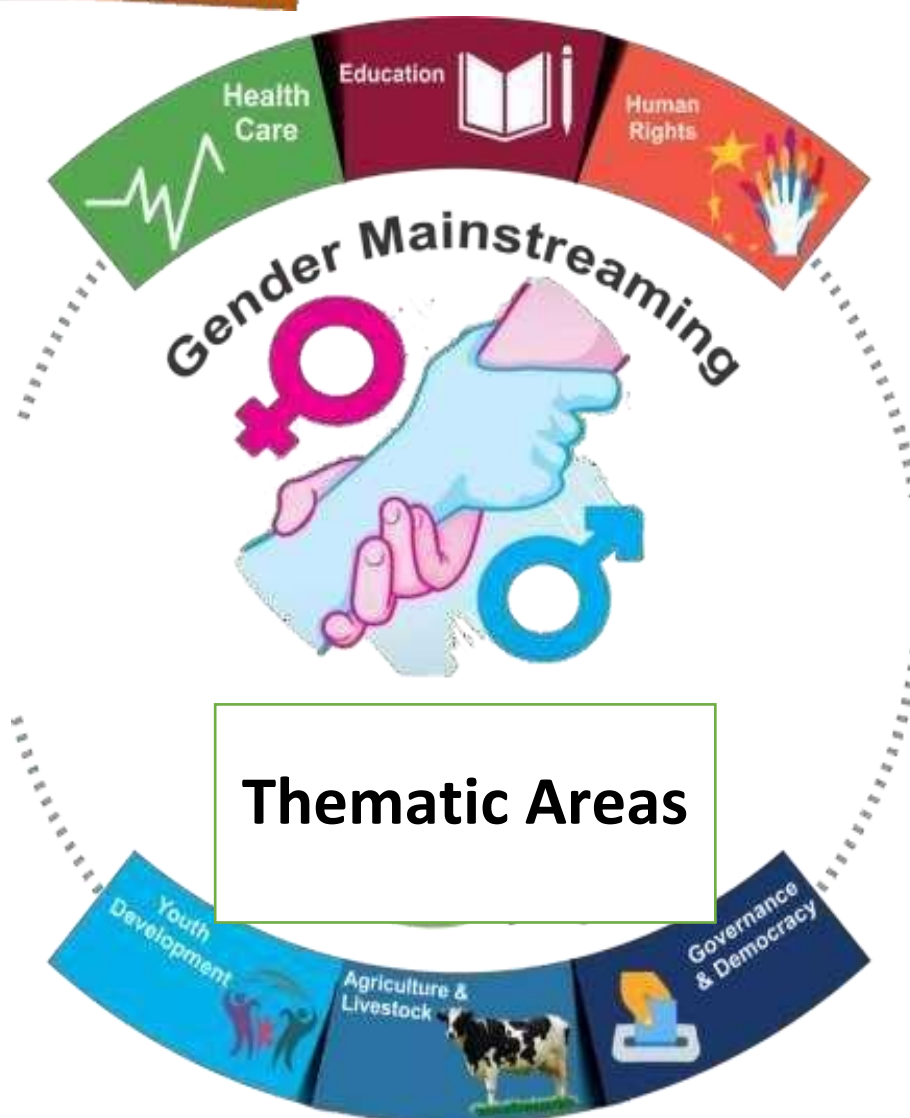 Health
Care
Education
Human
Rights
Gender Mainstreaming
Thematic Areas
Youth
Development
Agriculture &
Livestock
Governance
& Democracy